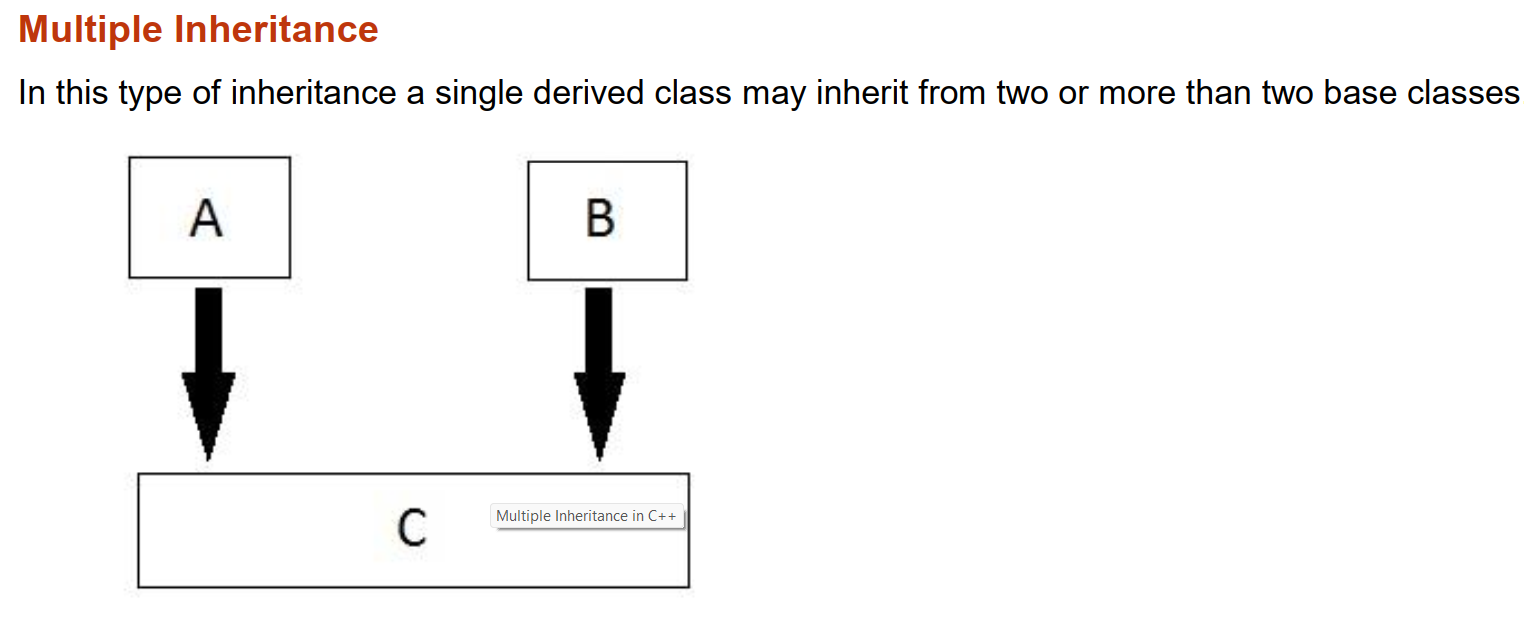 Multiple Inheritance
In this type of inheritance a single derived class may inherit from two or more than two base classes
A
B
C
Multiple Inheritance in C++